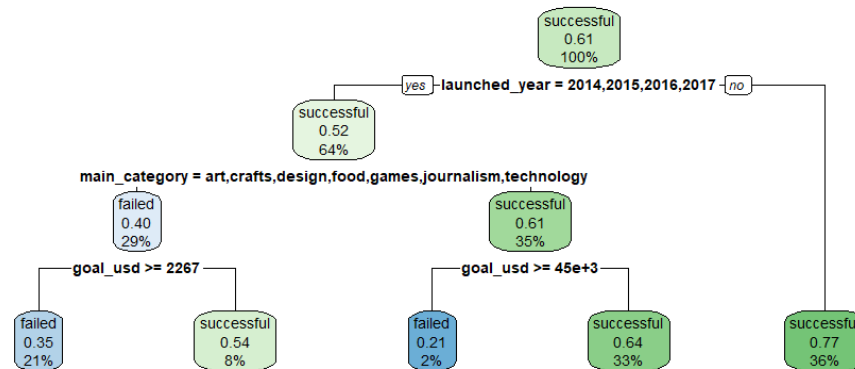 successful
0.61
100%
yes launched_year = 2014,2015,2016,2017 no
successful
0.52
64%
main_category = art,crafts,design,food,games,journalism,technology
failed
0.40
29%
successful
0.61
35%
goal_usd >= 2267
goal_usd >= 45e+3
failed
0.35
21%
successful
0.54
8%
failed
0.21
2%
successful
0.64
33%
successful
0.77
36%